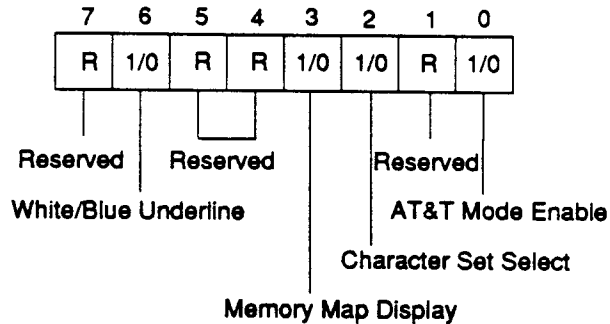 7 6 5 4 3 2 1 0
R 1/0 R R 1/0 1/0 R 1/0
Reserved Reserved Reserved
White/Blue Underline AT&T Mode Enable
Character Set Select
Memory Map Display